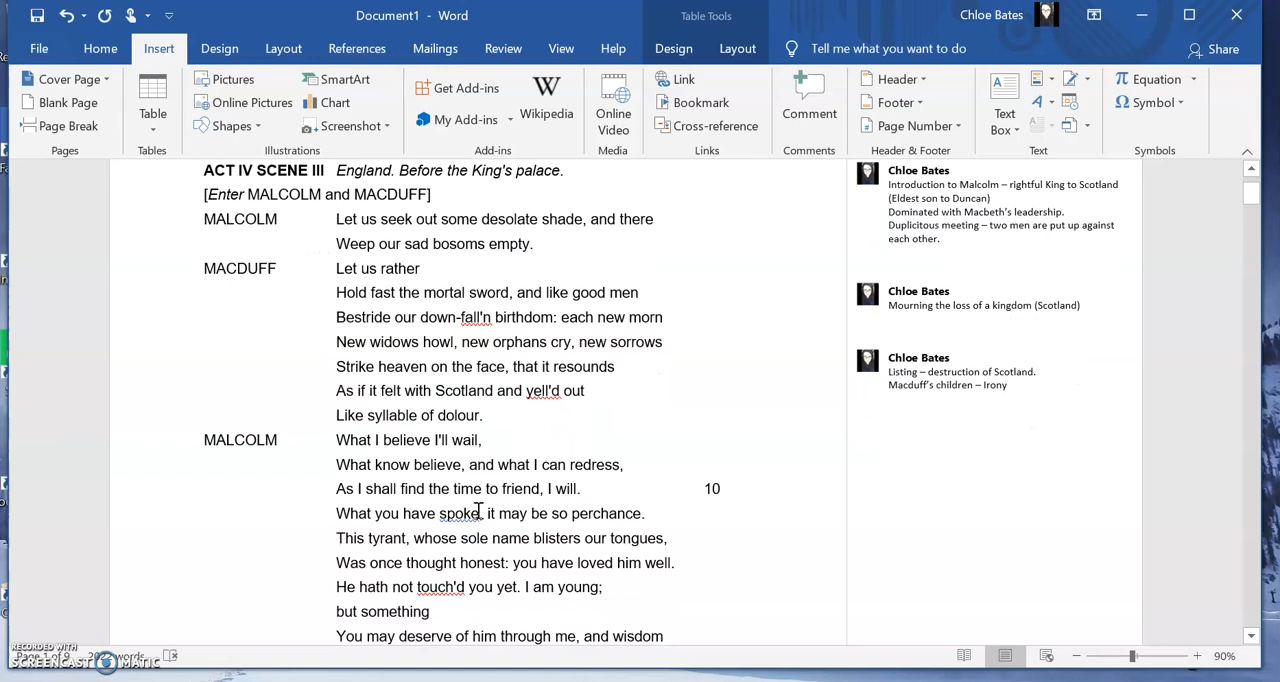 Document1 - Word
Table Tools
Chloe Bates
File Home Insert Design Layout References Mailings Review View Help Design Layout Tell me what you want to do Share
Cover Page
Blank Page
Page Break
Pages
Table
Tables
Pictures
Online Pictures
Shapes
SmartArt
Chart
Screenshot
Illustrations
Get Add-ins
My Add-ins
W
Wikipedia
Add-ins
Online
Video
Media
Link
Bookmark
Cross-reference
Links
Comment
Comments
Header
Footer
Page Number
Header & Footer
Text
Box
Text
Equation
Symbol
Symbols
ACT IV SCENE III England. Before the King's palace.
[Enter MALCOLM and MACDUFF]
MALCOLM Let us seek out some desolate shade, and there
Weep our sad bosoms empty.
MACDUFF Let us rather
Hold fast the mortal sword, and like good men
Bestride our down-fall'n birthdom: each new morn
New widows howl, new orphans cry, new sorrows
Strike heaven on the face, that it resounds
As if it felt with Scotland and yell'd out
Like syllable of dolour.
MALCOLM What I believe I'll wail,
What know believe, and what I can redress,
As I shall find the time to friend, I will. 10
What you have spoke, it may be so perchance.
This tyrant, whose sole name blisters our tongues,
Was once thought honest: you have loved him well.
He hath not touch'd you yet. I am young;
but something
You may deserve of him through me, and wisdom
Chloe Bates
Introduction to Malcolm – rightful King to Scotland
(Eldest son to Duncan)
Dominated with Macbeth's leadership.
Duplicitous meeting – two men are put up against
each other.
Chloe Bates
Mourning the loss of a kingdom (Scotland)
Chloe Bates
Listing – destruction of Scotland.
Macduff's children – Irony
RECORDED WITH
SCREENCAST MATIC
Page 1 of 9 words
90%